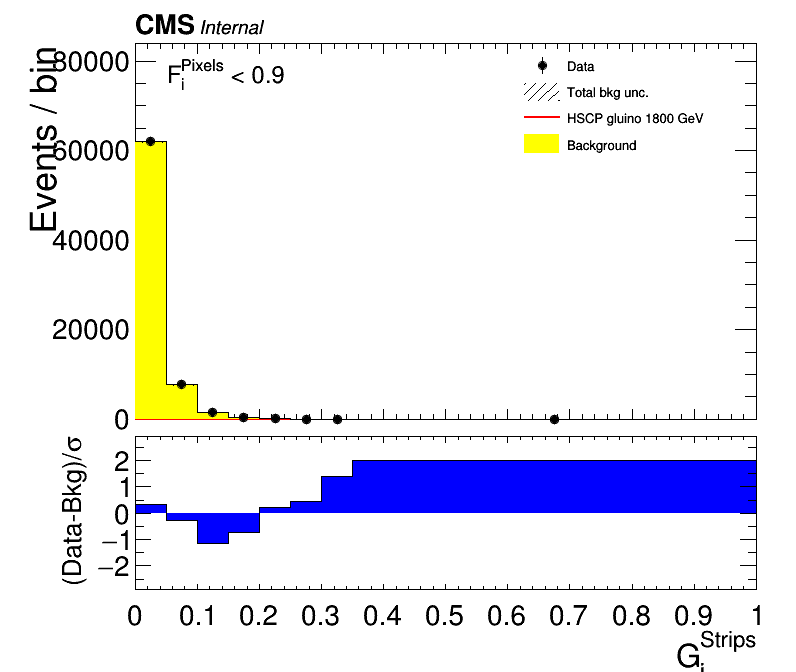 CMS Internal
Events / bin
80000
60000
40000
20000
0
F_i^Pixels < 0.9
Data
Total bkg unc.
HSCP gluino 1800 GeV
Background
(Data-Bkg)/σ
2
1
0
−1
−2
0 0.1 0.2 0.3 0.4 0.5 0.6 0.7 0.8 0.9 1
G_i^Strips